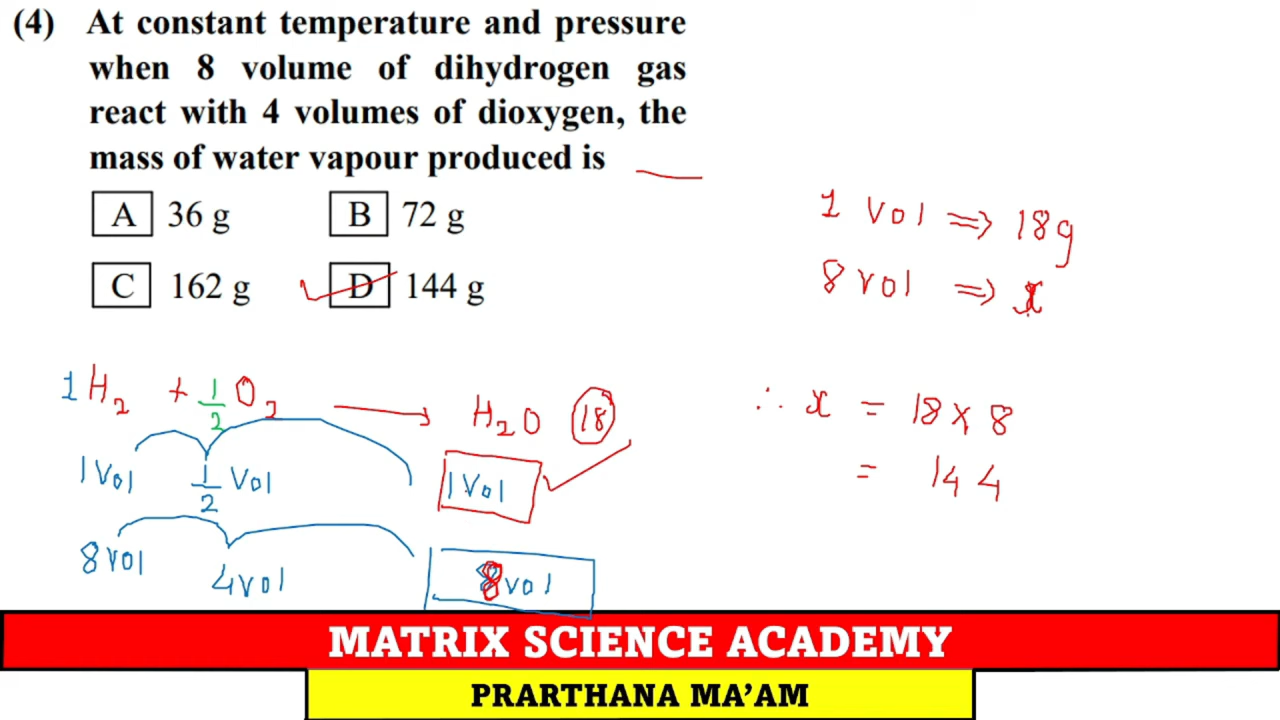 (4) At constant temperature and pressure
when 8 volume of dihydrogen gas
react with 4 volumes of dioxygen, the
mass of water vapour produced is
A 36 g B 72 g
C 162 g D 144 g
1 Vol ⇒ 18g
8 Vol ⇒ x
1H₂ + 1/2 O₂ → H₂O 18
1Vol 1/2 Vol 1Vol
8Vol 4Vol 8Vol
∴ x = 18 × 8
= 144
MATRIX SCIENCE ACADEMY
PRARTHANA MA'AM